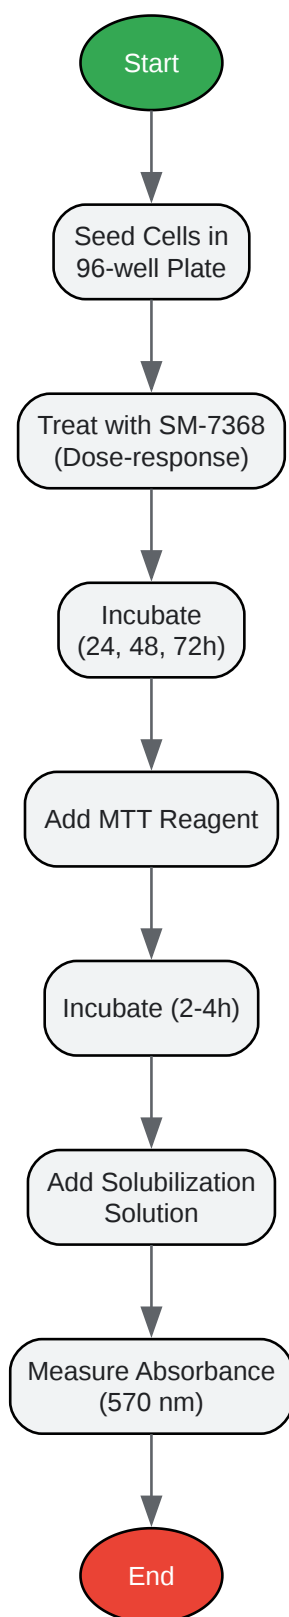 Start
Seed Cells in
96-well Plate
Treat with SM-7368
(Dose-response)
Incubate
(24, 48, 72h)
Add MTT Reagent
Incubate (2-4h)
Add Solubilization
Solution
Measure Absorbance
(570 nm)
End